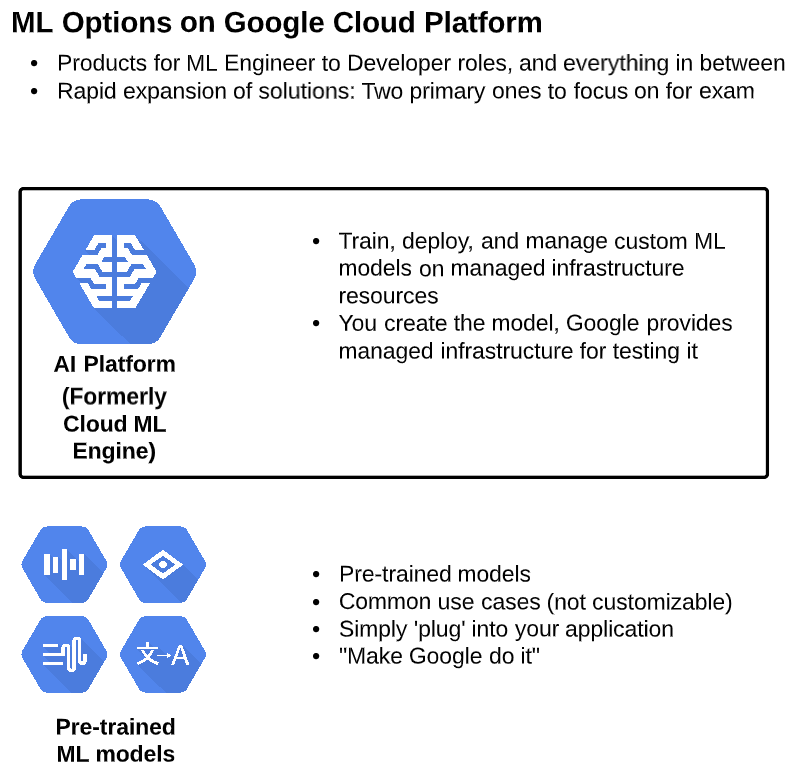 ML Options on Google Cloud Platform
• Products for ML Engineer to Developer roles, and everything in between
• Rapid expansion of solutions: Two primary ones to focus on for exam
AI Platform
(Formerly
Cloud ML
Engine)
• Train, deploy, and manage custom ML
models on managed infrastructure
resources
• You create the model, Google provides
managed infrastructure for testing it
文→A
Pre-trained
ML models
• Pre-trained models
• Common use cases (not customizable)
• Simply 'plug' into your application
• "Make Google do it"